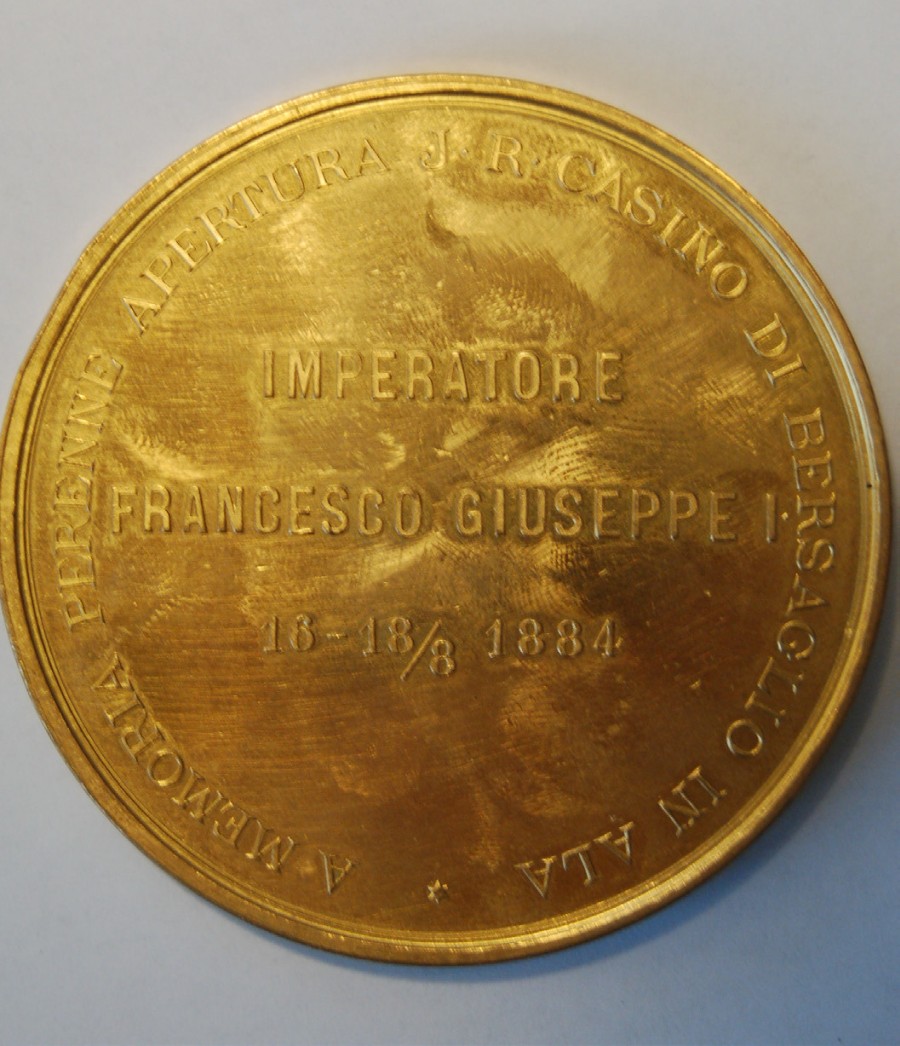 A MEMORIA PERENNE APERTURA J. R. CASINO DI BERSAGLIO IN ALA
IMPERATORE
FRANCESCO GIUSEPPE I.
16-18/8 1884